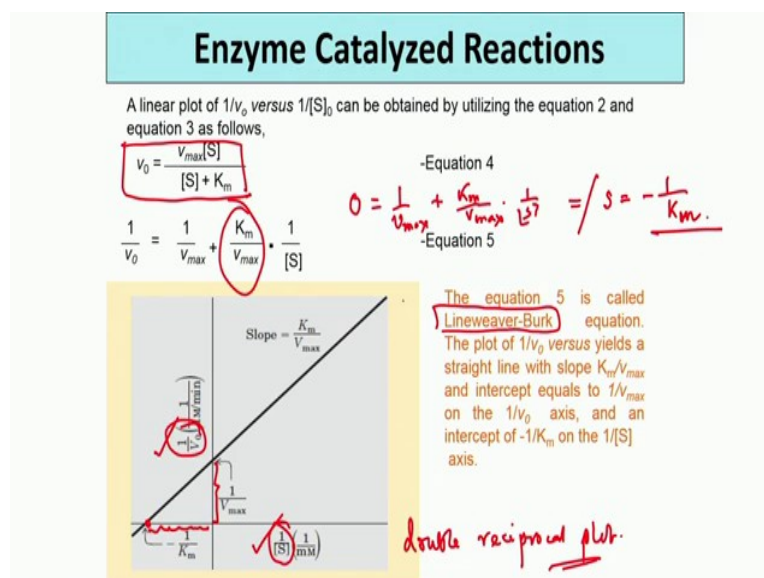 Enzyme Catalyzed Reactions
A linear plot of 1/v₀ versus 1/[S]₀ can be obtained by utilizing the equation 2 and
equation 3 as follows,
v₀ = vₘₐₓ[S] / [S] + Kₘ
-Equation 4
0 = 1/vₘₐₓ + Kₘ/vₘₐₓ · 1/[S] ⇒ s = - 1/Kₘ.
1/v₀ = 1/vₘₐₓ + Kₘ/vₘₐₓ · 1/[S]
-Equation 5
Slope = Kₘ/Vₘₐₓ
1/V₀ (1/M/min)
1/Vₘₐₓ
- 1/Kₘ
1/[S] (1/mM)
The equation 5 is called
Lineweaver-Burk equation.
The plot of 1/v₀ versus yields a
straight line with slope Kₘ/vₘₐₓ
and intercept equals to 1/vₘₐₓ
on the 1/v₀ axis, and an
intercept of -1/Kₘ on the 1/[S]
axis.
double reciprocal plot.